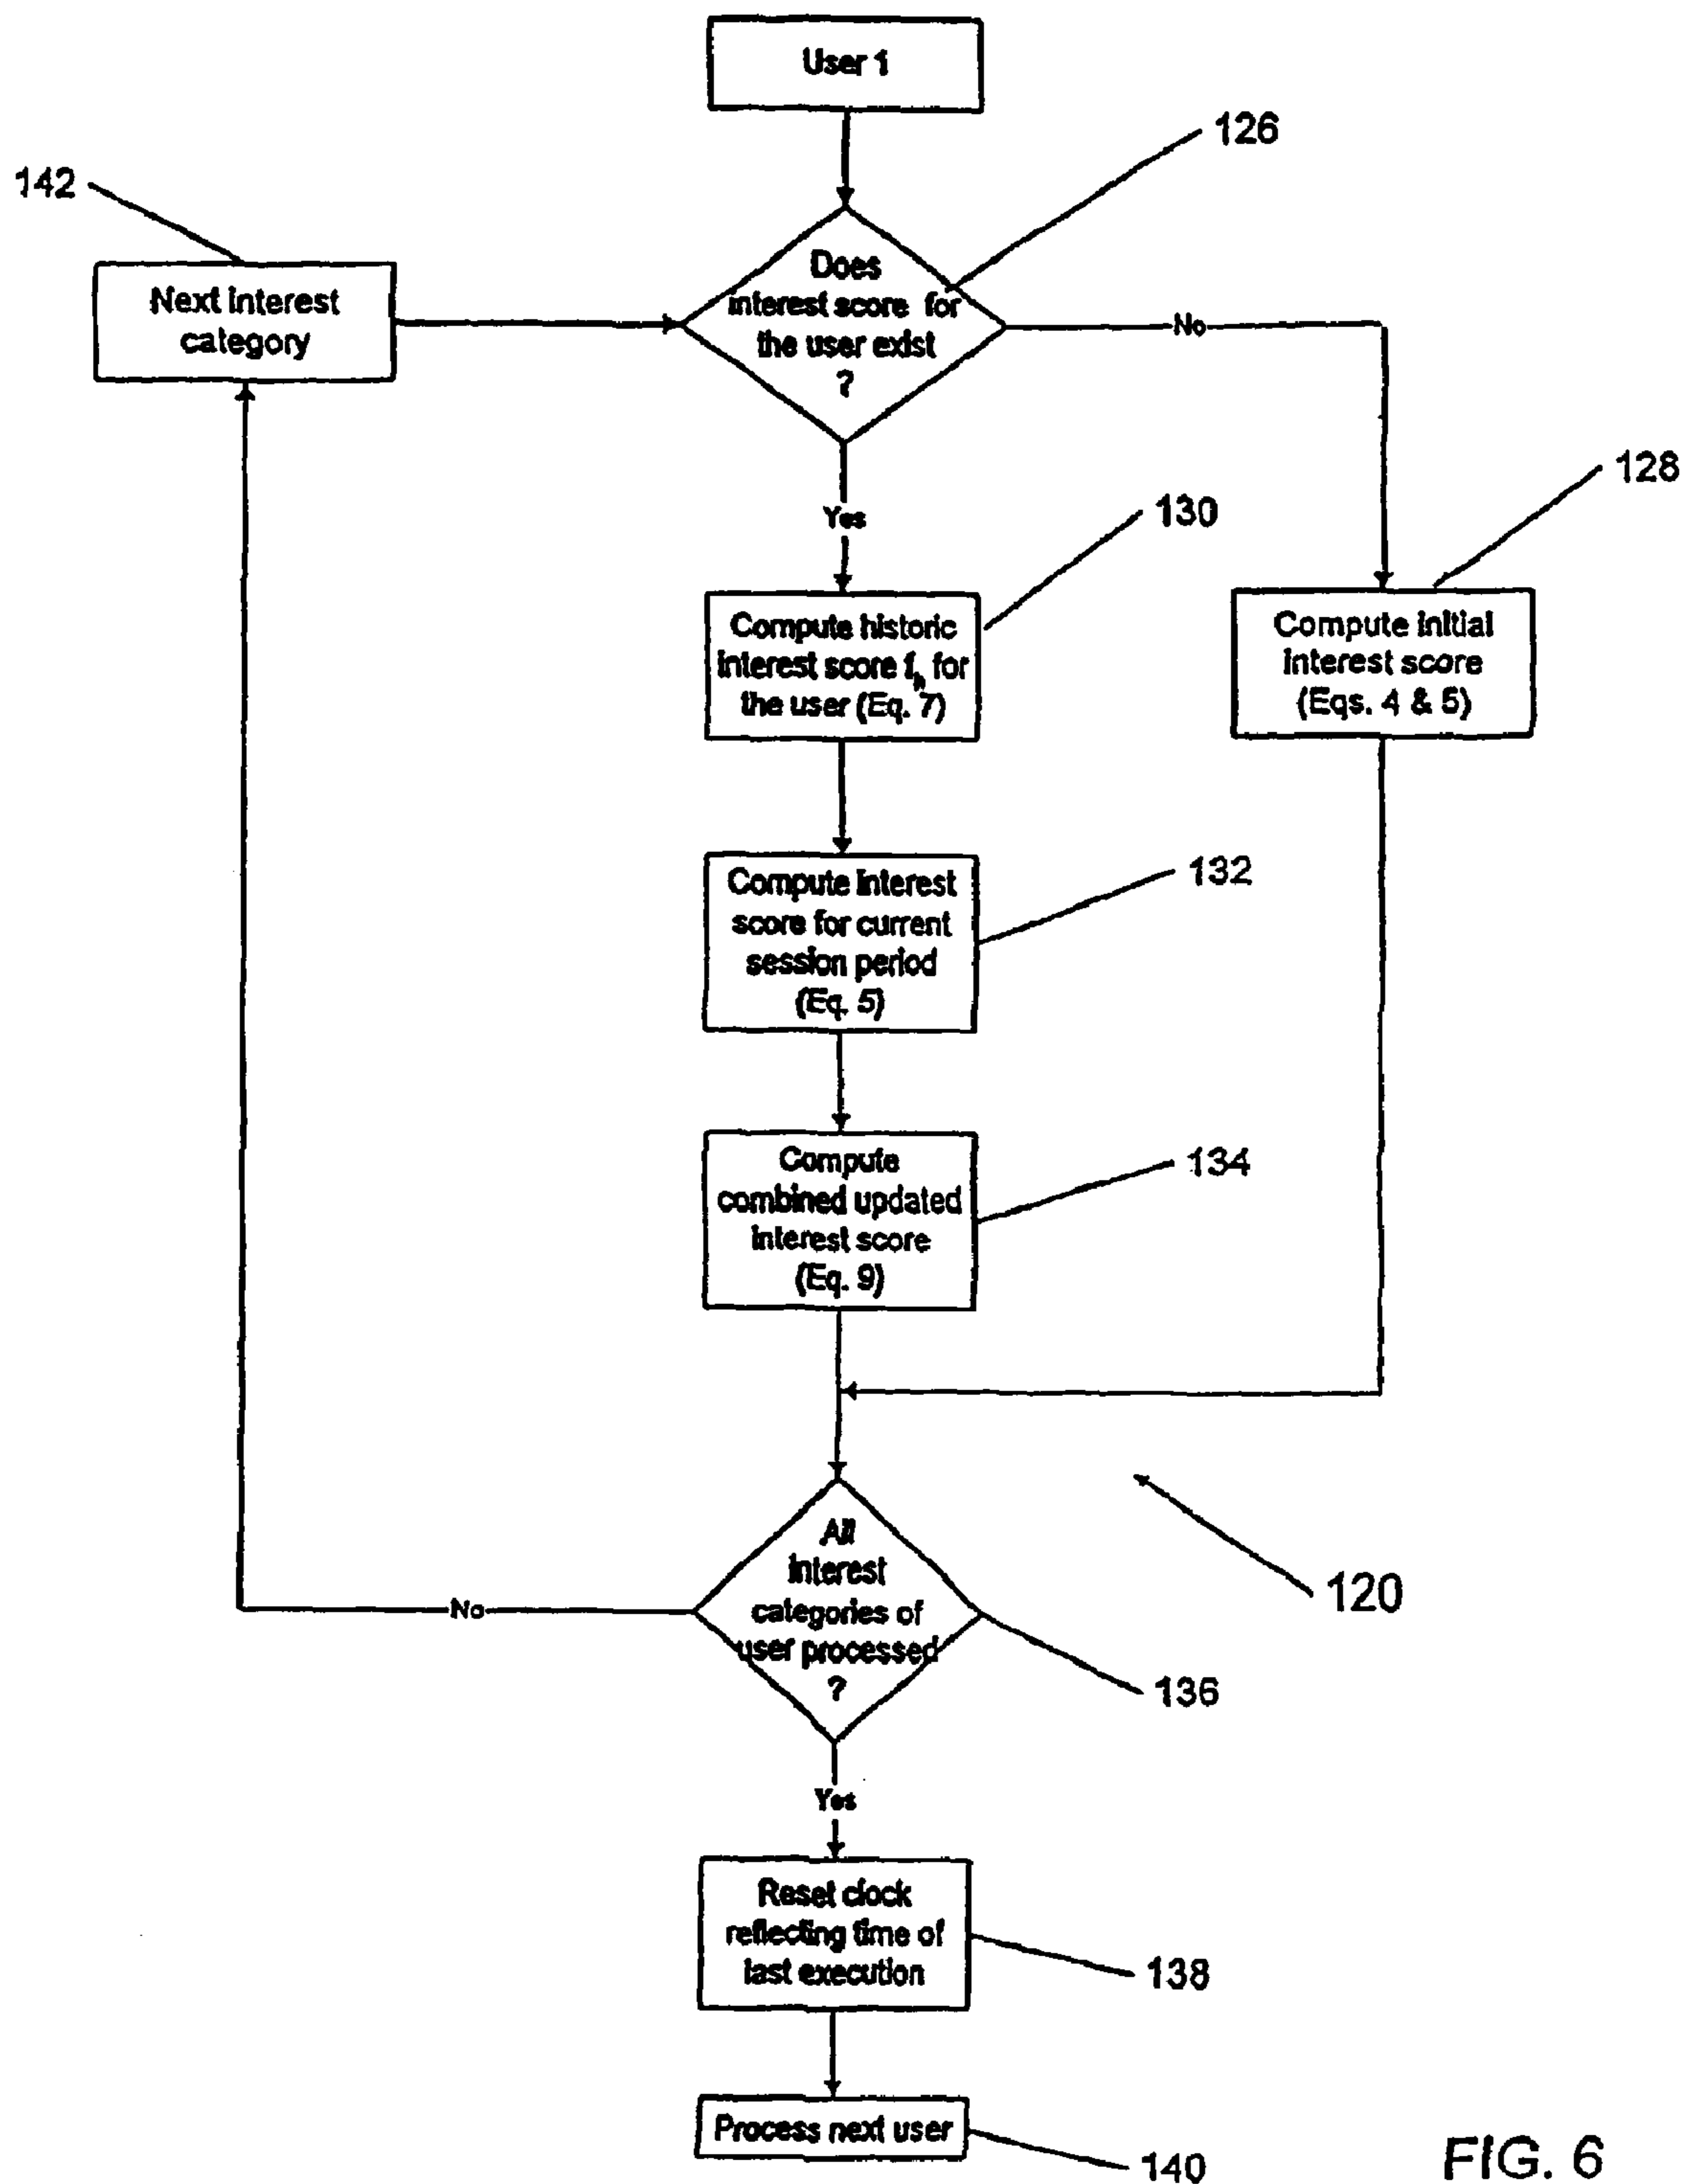 User 1
126
142
Does
interest score for
the user exist
?
Next interest
category
No
128
Yes
130
Compute historic
interest score Iₕ for
the user (Eq. 7)
Compute initial
interest score
(Eqs. 4 & 5)
Compute interest
score for current
session period
(Eq. 5)
132
Compute
combined updated
interest score
(Eq. 9)
134
All
interest
categories of
user processed
?
No
120
136
Yes
Reset clock
reflecting time of
last execution
138
Process next user
140
FIG. 6